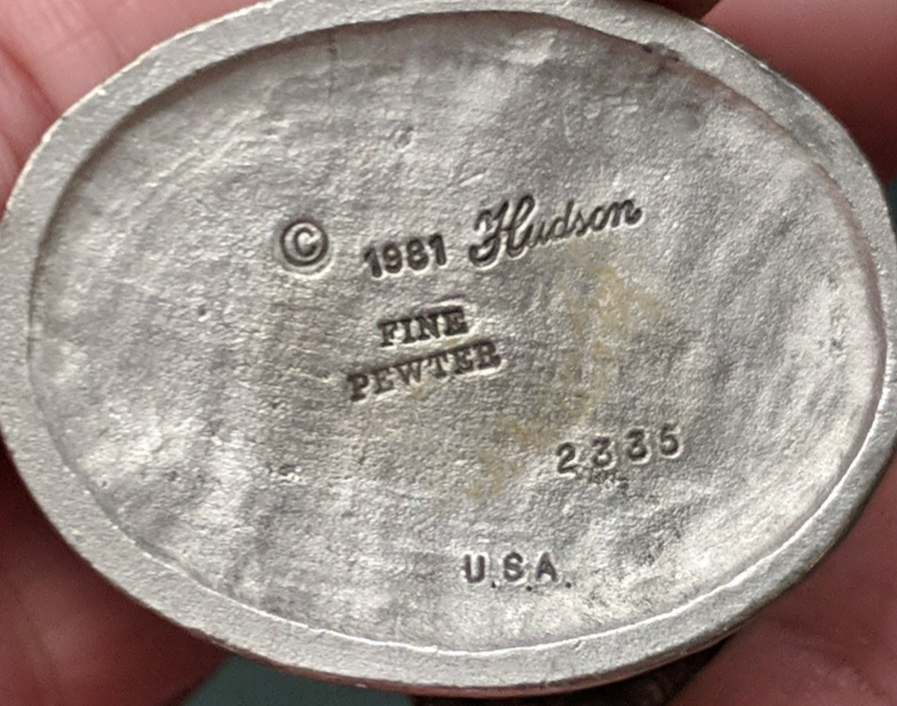 © 1981 Hudson
FINE
PEWTER
2335
U.S.A.